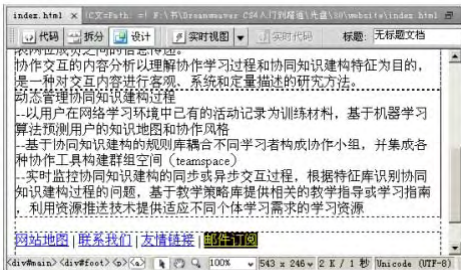 index.html × (C文=Path: =! F:\书\Dreamweaver CS4入门到精通\光盘\10\website\index.html
代码 拆分 设计 实时视图 实时代码 标题: 无标题文档
协作交互的内容分析以理解协作学习过程和协同知识建构特征为目的,
是一种对交互内容进行客观、系统和定量描述的研究方法。
动态管理协同知识建构过程
--以用户在网络学习环境中已有的活动记录为训练材料，基于机器学习
算法预测用户的知识地图和协作风格
--基于协同知识建构的规则库耦合不同学习者构成协作小组，并集成各
种协作工具构建群组空间（teamspace）
--实时监控协同知识建构的同步或异步交互过程，根据特征库识别协同
知识建构过程的问题，基于教学策略库提供相关的教学指导或学习指南
，利用资源推送技术提供适应不同个体学习需求的学习资源
网站地图 | 联系我们 | 友情链接 | 邮件订阅
<div#main> <div#foot> <p> <a> 100% 543 x 246 2 K / 1 秒 Unicode (UTF-8)